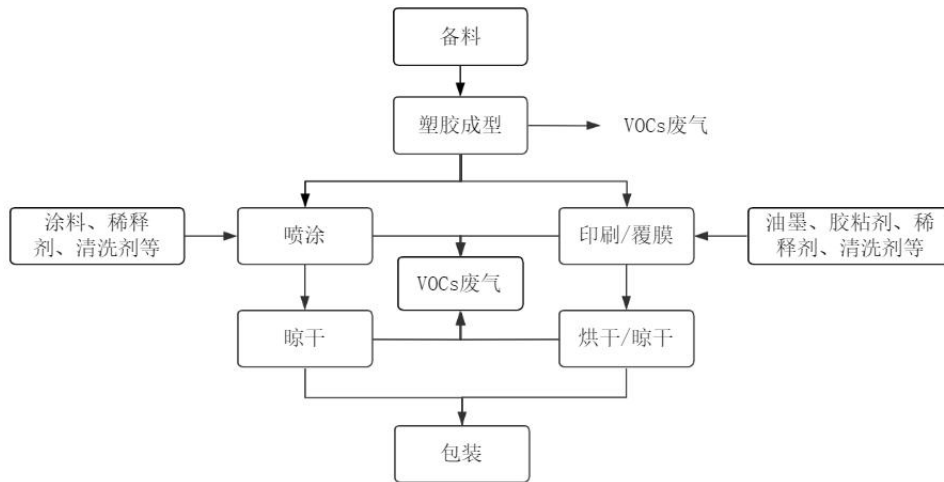 备料
塑胶成型
VOCs废气
涂料、稀释
剂、清洗剂等
喷涂
印刷/覆膜
油墨、胶粘剂、稀
释剂、清洗剂等
VOCs废气
晾干
烘干/晾干
包装